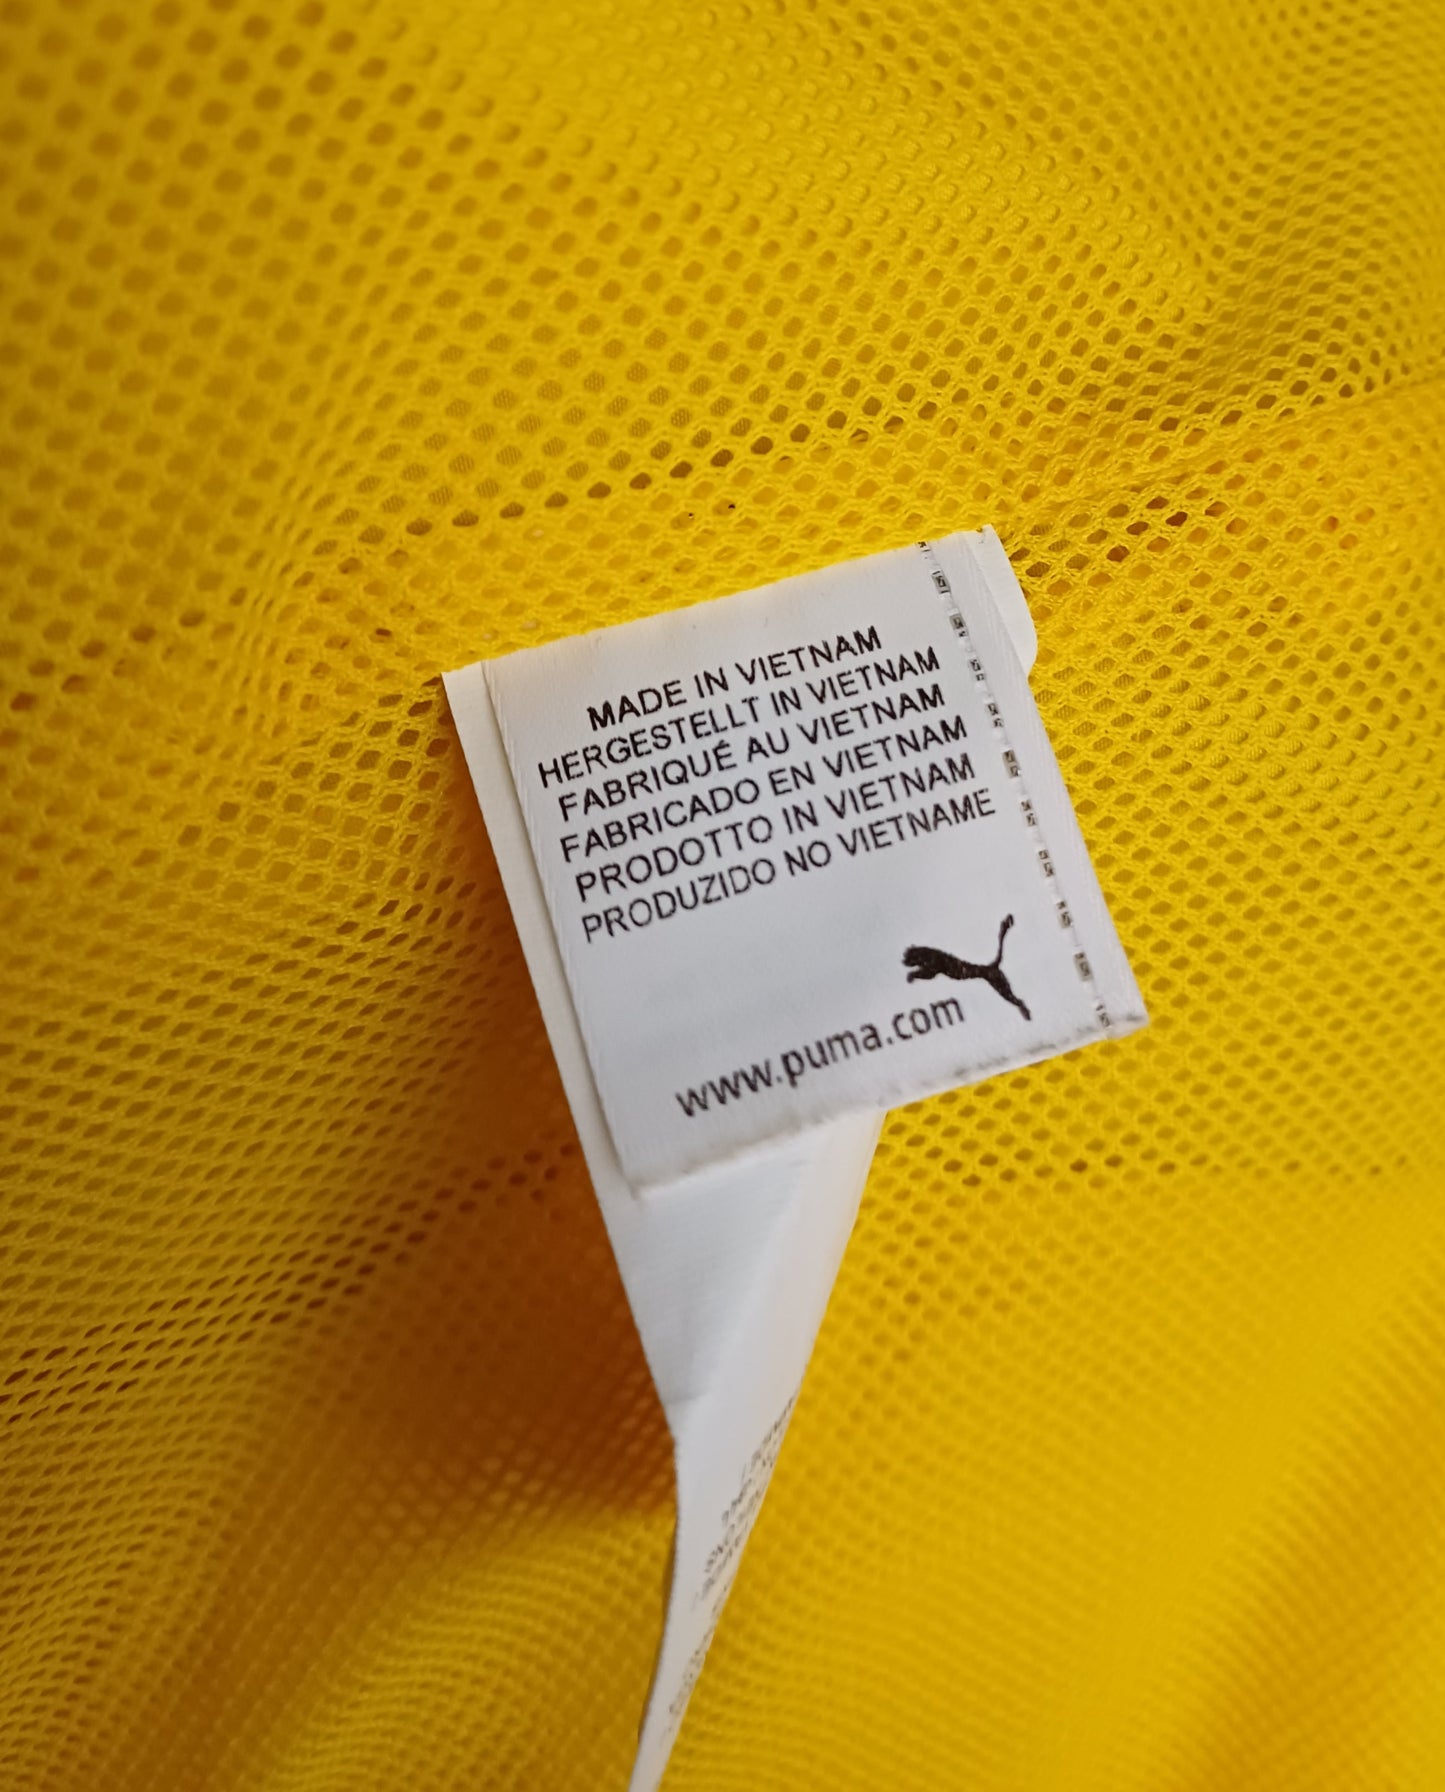 MADE IN VIETNAM
HERGESTELLT IN VIETNAM
FABRIQUÉ AU VIETNAM
FABRICADO EN VIETNAM
PRODOTTO IN VIETNAM
PRODUZIDO NO VIETNAME
www.puma.com